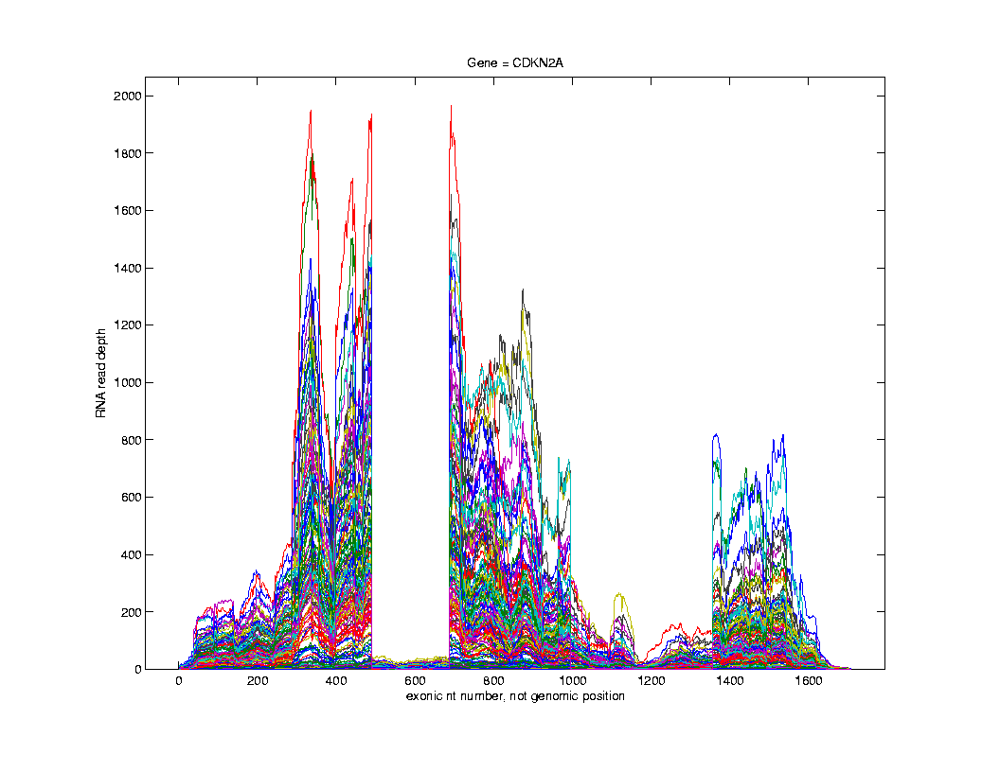 Gene = CDKN2A
2000
1800
1600
1400
1200
1000
800
600
400
200
0
RNA read depth
0 200 400 600 800 1000 1200 1400 1600
exonic nt number, not genomic position